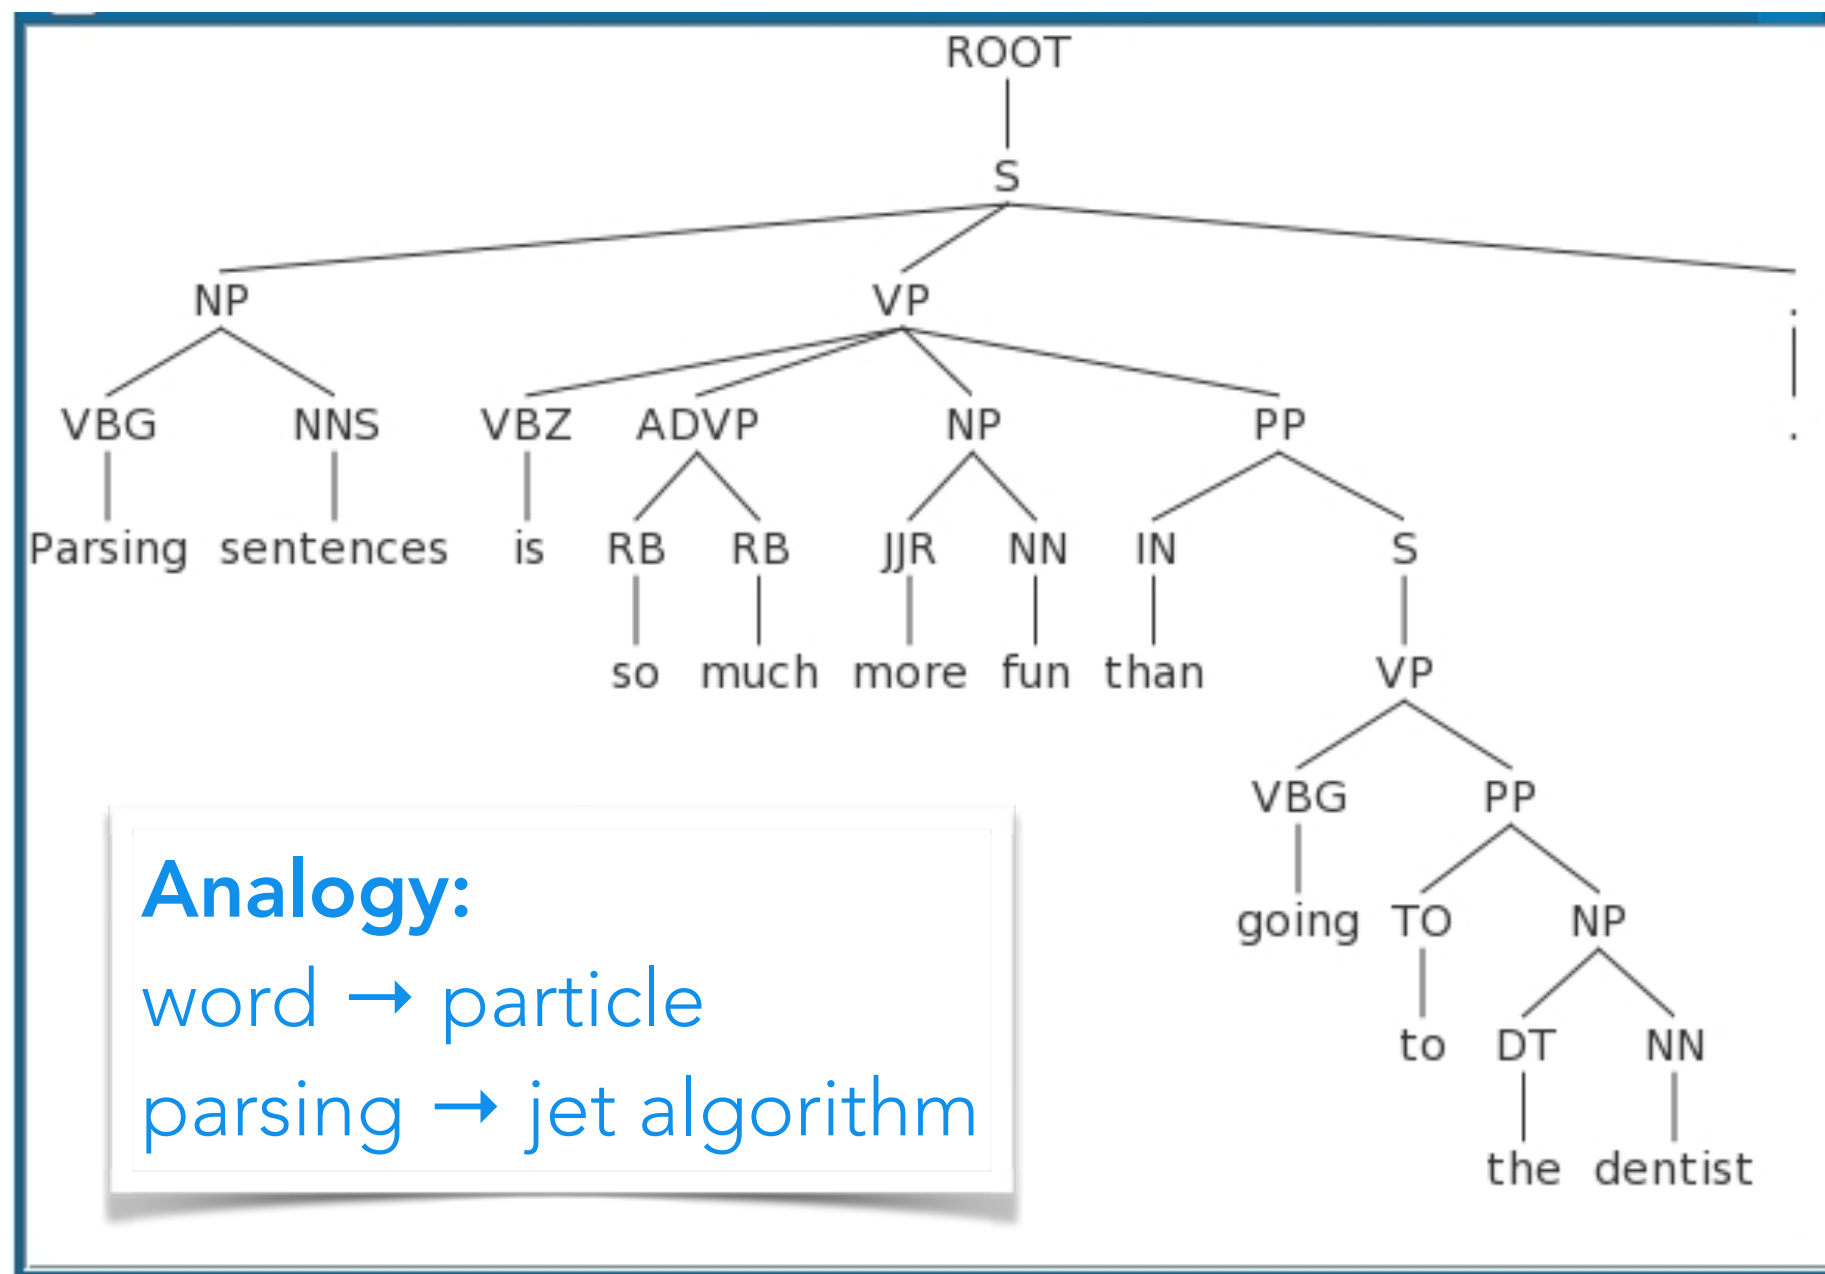 ROOT
S
NP VP .
VBG NNS VBZ ADVP NP PP .
Parsing sentences is RB RB JJR NN IN S
so much more fun than VP
VBG PP
going TO NP
to DT NN
the dentist
Analogy:
word → particle
parsing → jet algorithm